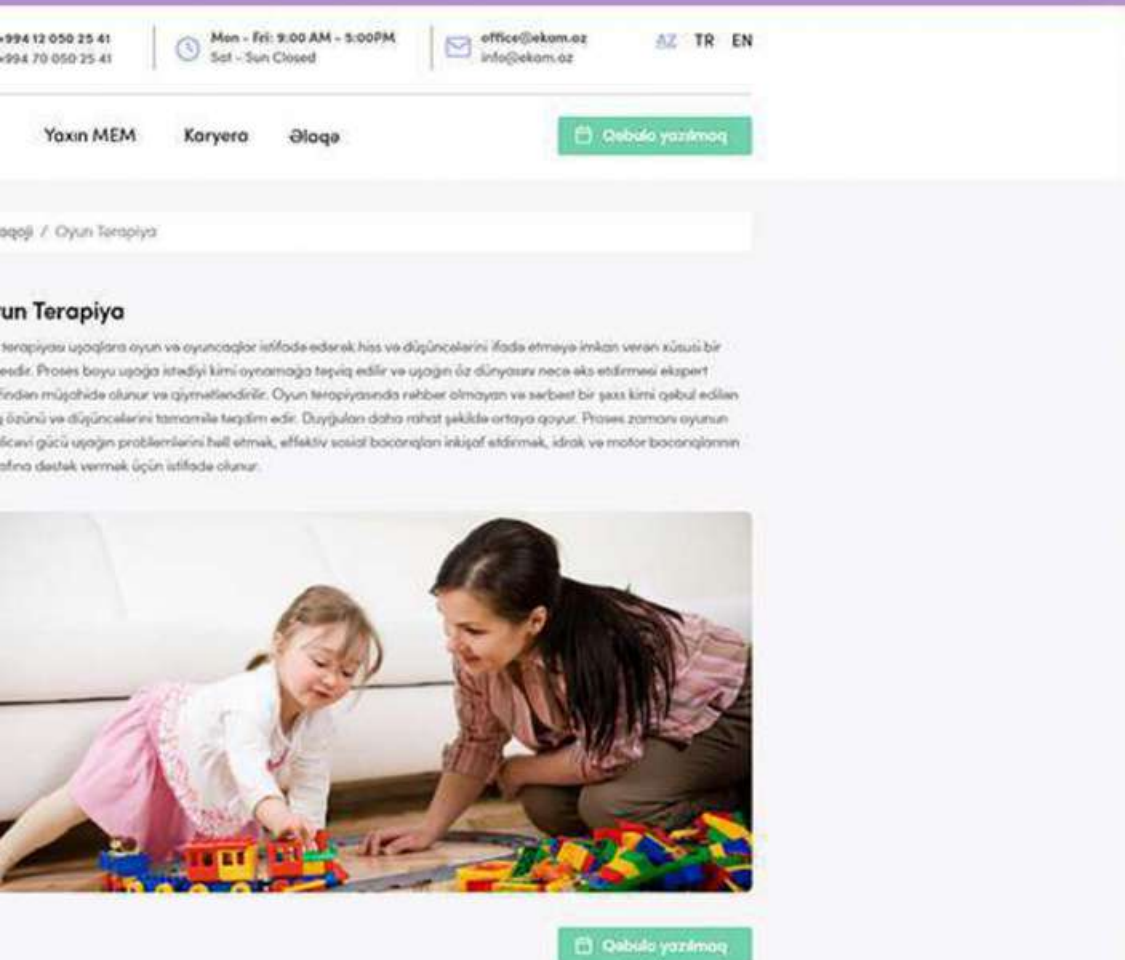 +994 12 050 25 41
+994 70 050 25 41
Mon - Fri: 9:00 AM - 5:00PM
Sat - Sun Closed
office@ekam.az
info@ekam.az
AZ TR EN
Yaxın MEM Karyera Əlaqə
Qəbula yazılmaq
aqoji / Oyun Terapiya
un Terapiya
terapiyası uşaqlara oyun və oyuncaqlar istifadə edərək hiss və düşüncələrini ifadə etməyə imkan verən xüsusi bir
esdir. Proses boyu uşağa istədiyi kimi oynamağa təşviq edilir və uşağın öz dünyasını necə əks etdirməsi ekspert
findən müşahidə olunur və qiymətləndirilir. Oyun terapiyasında rəhbər olmayan və sərbəst bir şəxs kimi qəbul edilən
özünü və düşüncələrini tamamilə təqdim edir. Duyğuları daha rahat şəkildə ortaya qoyur. Proses zamanı oyunun
licəvi gücü uşağın problemlərini həll etmək, effektiv sosial bacarıqları inkişaf etdirmək, idrak və motor bacarıqlarının
afına dəstək vermək üçün istifadə olunur.
Qəbula yazılmaq